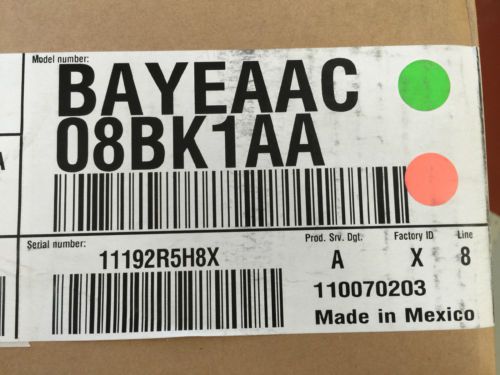 Model number:
BAYEAAC
08BK1AA
Serial number:
11192R5H8X
Prod. Srv. Dgt. Factory ID Line
A X 8
110070203
Made in Mexico
A